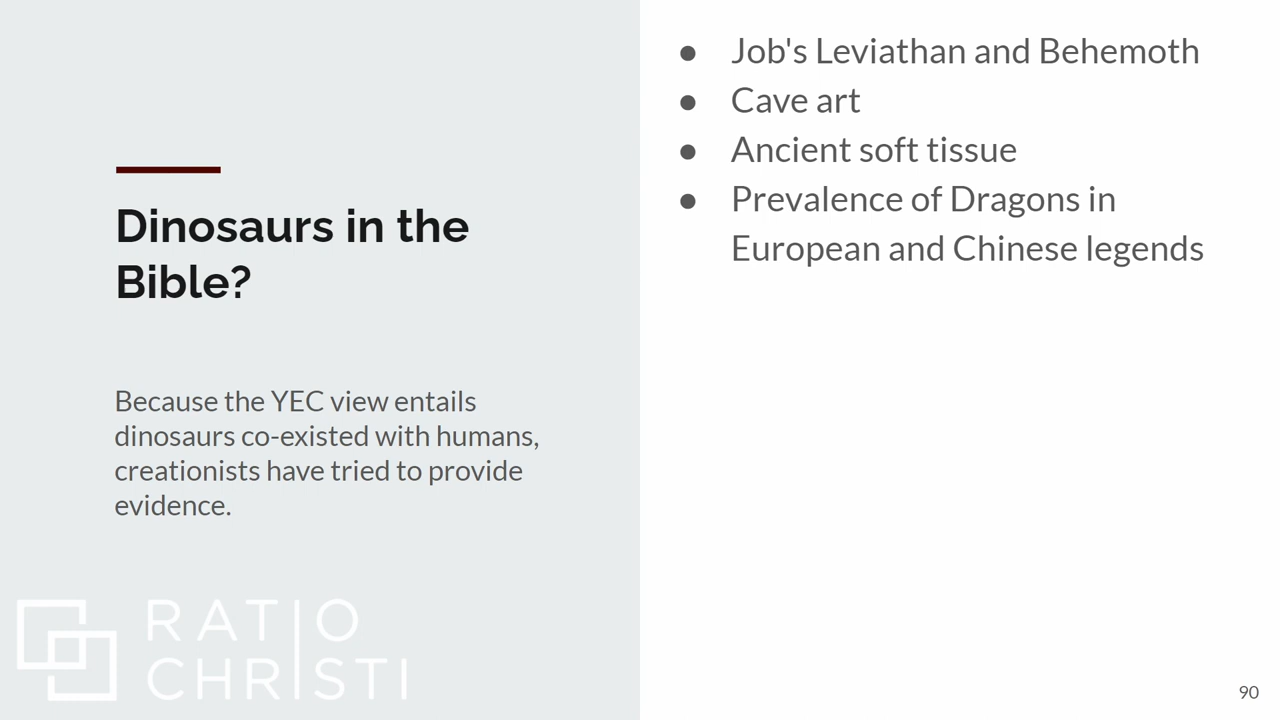 Dinosaurs in the
Bible?
Because the YEC view entails
dinosaurs co-existed with humans,
creationists have tried to provide
evidence.
RATIO
CHRISTI
● Job's Leviathan and Behemoth
● Cave art
● Ancient soft tissue
● Prevalence of Dragons in
European and Chinese legends
90